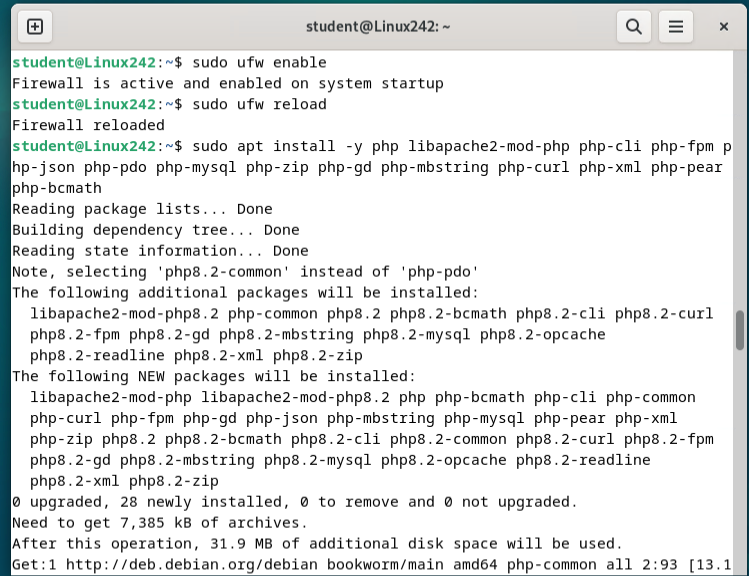 student@Linux242: ~
student@Linux242:~$ sudo ufw enable
Firewall is active and enabled on system startup
student@Linux242:~$ sudo ufw reload
Firewall reloaded
student@Linux242:~$ sudo apt install -y php libapache2-mod-php php-cli php-fpm p
hp-json php-pdo php-mysql php-zip php-gd php-mbstring php-curl php-xml php-pear
php-bcmath
Reading package lists... Done
Building dependency tree... Done
Reading state information... Done
Note, selecting 'php8.2-common' instead of 'php-pdo'
The following additional packages will be installed:
  libapache2-mod-php8.2 php-common php8.2 php8.2-bcmath php8.2-cli php8.2-curl
  php8.2-fpm php8.2-gd php8.2-mbstring php8.2-mysql php8.2-opcache
  php8.2-readline php8.2-xml php8.2-zip
The following NEW packages will be installed:
  libapache2-mod-php libapache2-mod-php8.2 php php-bcmath php-cli php-common
  php-curl php-fpm php-gd php-json php-mbstring php-mysql php-pear php-xml
  php-zip php8.2 php8.2-bcmath php8.2-cli php8.2-common php8.2-curl php8.2-fpm
  php8.2-gd php8.2-mbstring php8.2-mysql php8.2-opcache php8.2-readline
  php8.2-xml php8.2-zip
0 upgraded, 28 newly installed, 0 to remove and 0 not upgraded.
Need to get 7,385 kB of archives.
After this operation, 31.9 MB of additional disk space will be used.
Get:1 http://deb.debian.org/debian bookworm/main amd64 php-common all 2:93 [13.1